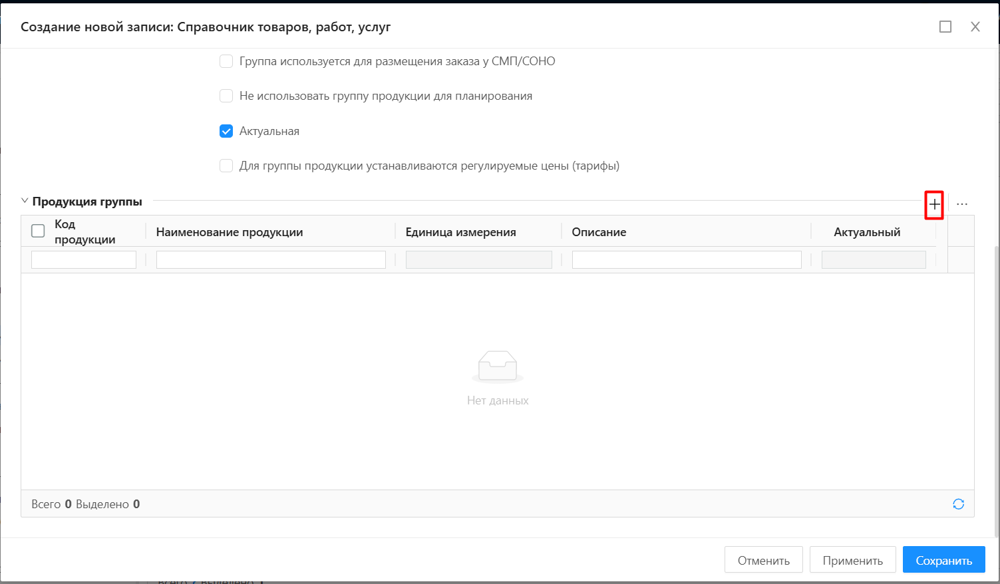 Создание новой записи: Справочник товаров, работ, услуг
Группа используется для размещения заказа у СМП/СОНО
Не использовать группу продукции для планирования
Актуальная
Для группы продукции устанавливаются регулируемые цены (тарифы)
Продукция группы
Код
продукции
Наименование продукции
Единица измерения
Описание
Актуальный
Нет данных
Всего 0 Выделено 0
Отменить
Применить
Сохранить